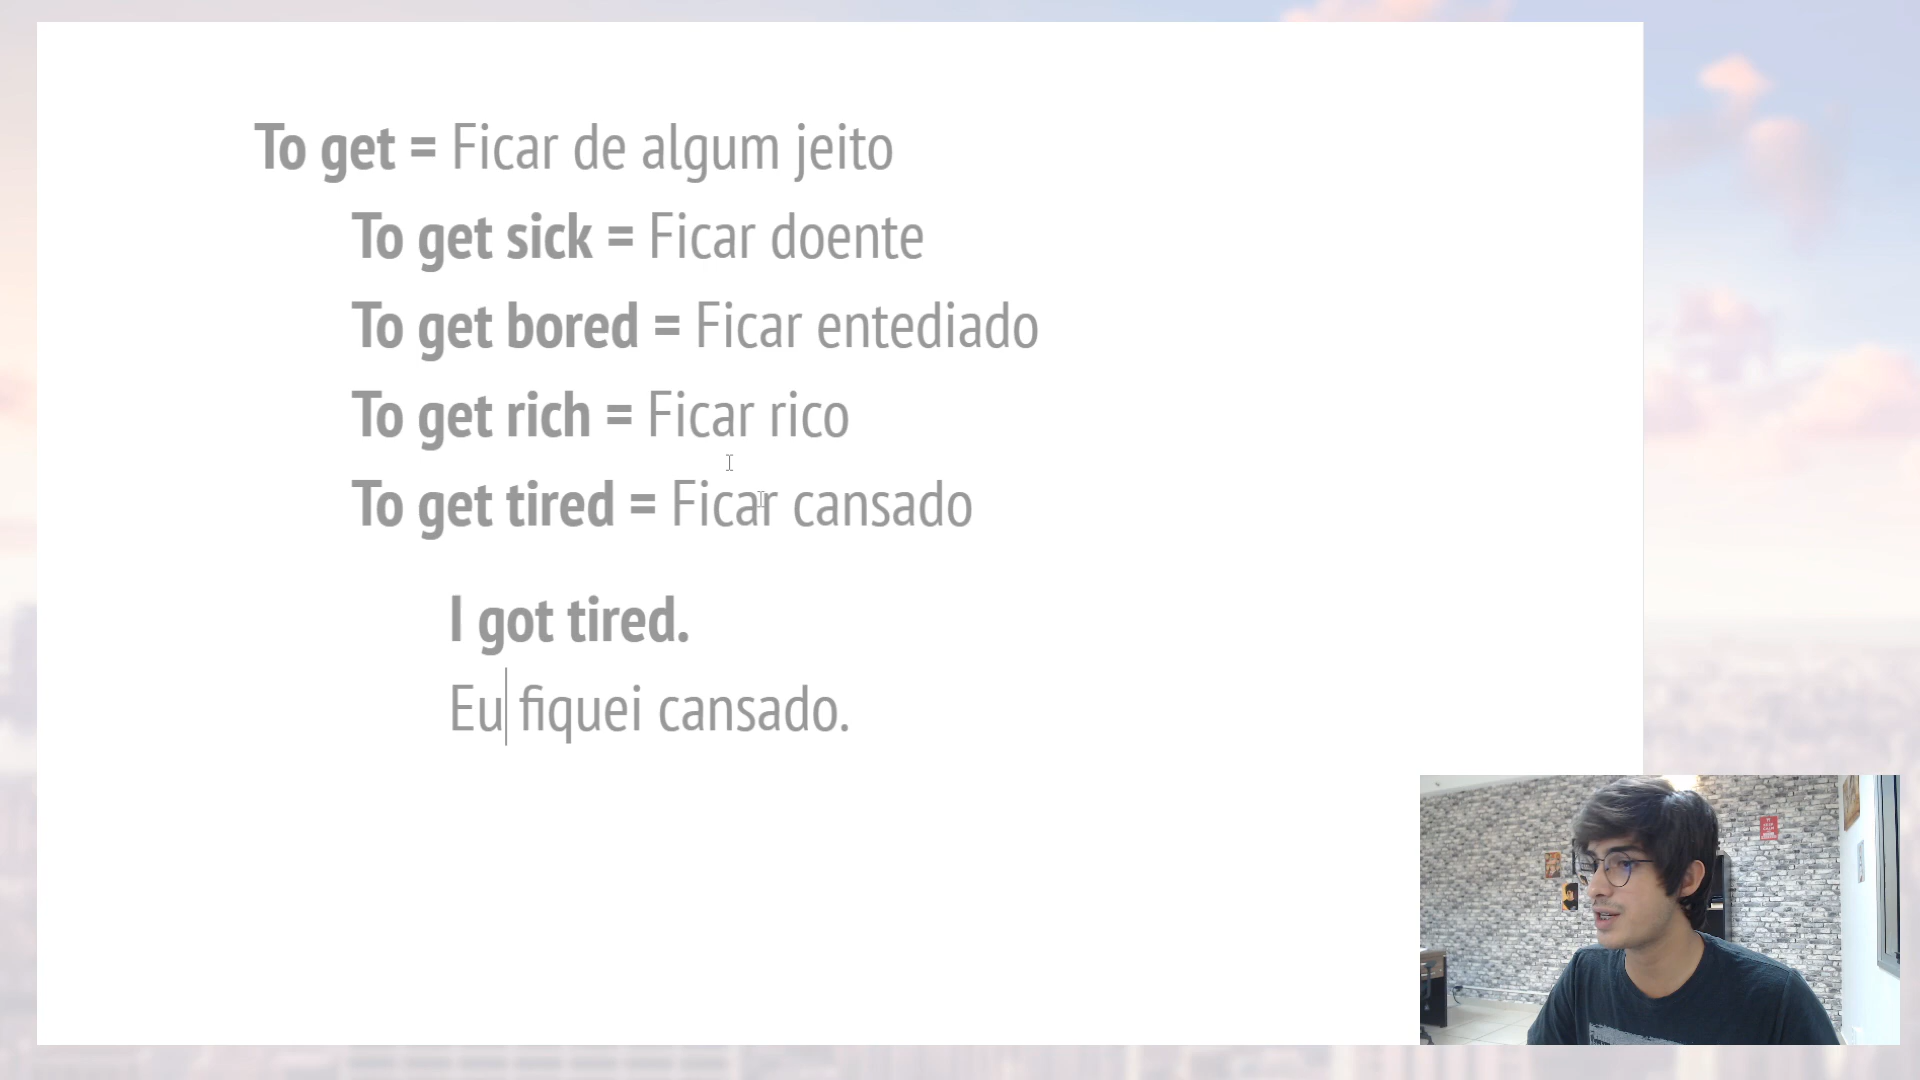 To get = Ficar de algum jeito
To get sick = Ficar doente
To get bored = Ficar entediado
To get rich = Ficar rico
To get tired = Ficar cansado
I got tired.
Eu fiquei cansado.